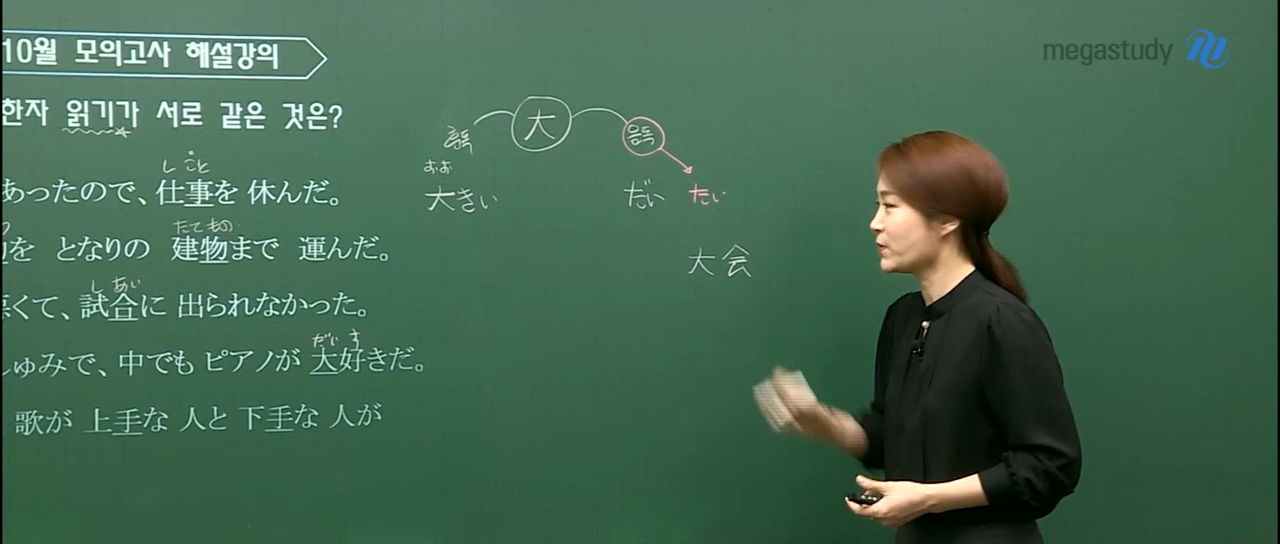 10월 모의고사 해설강의
megastudy
한자 읽기가 서로 같은 것은?
大
훈독
음독
しごと
あったので、仕事を 休んだ。
おお
大きい
だい たい
たてもの
を となりの 建物まで 運んだ。
大会
しあい
くて、試合に 出られなかった。
だいす
しゅみで、中でも ピアノが 大好きだ。
歌が 上手な 人と 下手な 人が